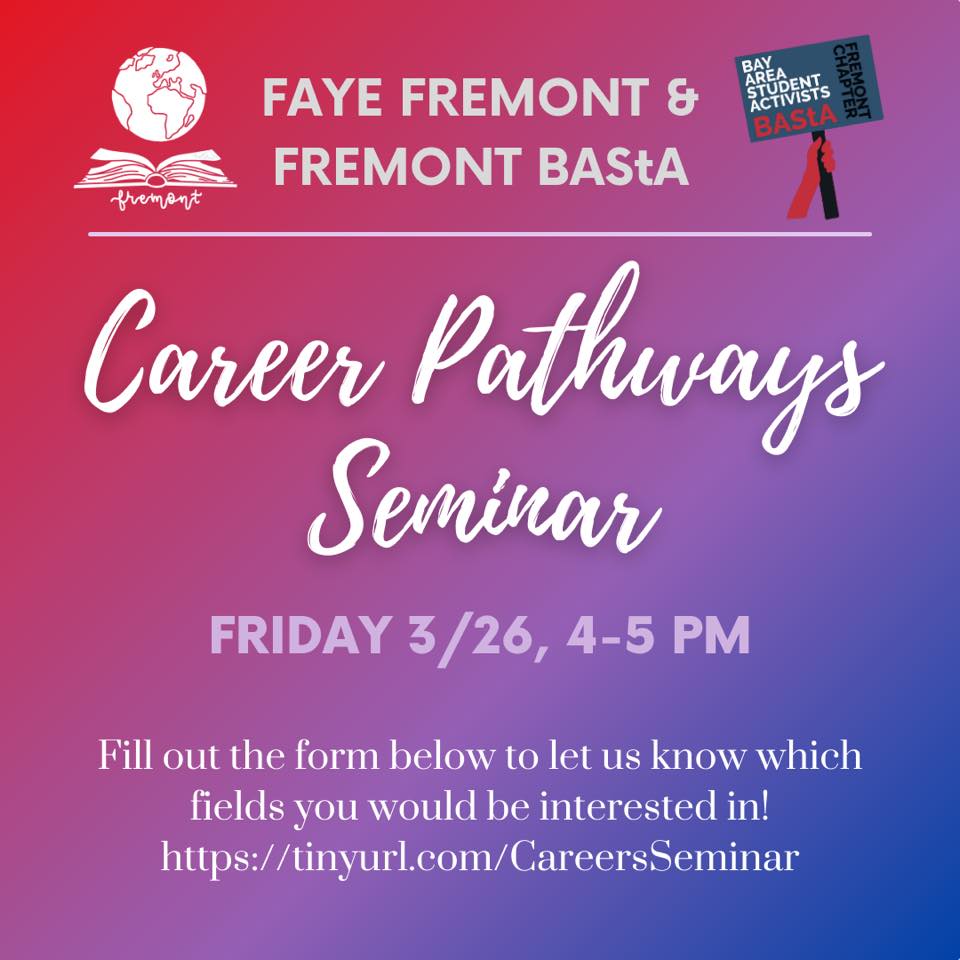 FAYE FREMONT &
FREMONT BAStA
fremont
BAY
AREA
STUDENT
ACTIVISTS
BAStA
FREMONT
CHAPTER
Career Pathways
Seminar
FRIDAY 3/26, 4-5 PM
Fill out the form below to let us know which
fields you would be interested in!
https://tinyurl.com/CareersSeminar